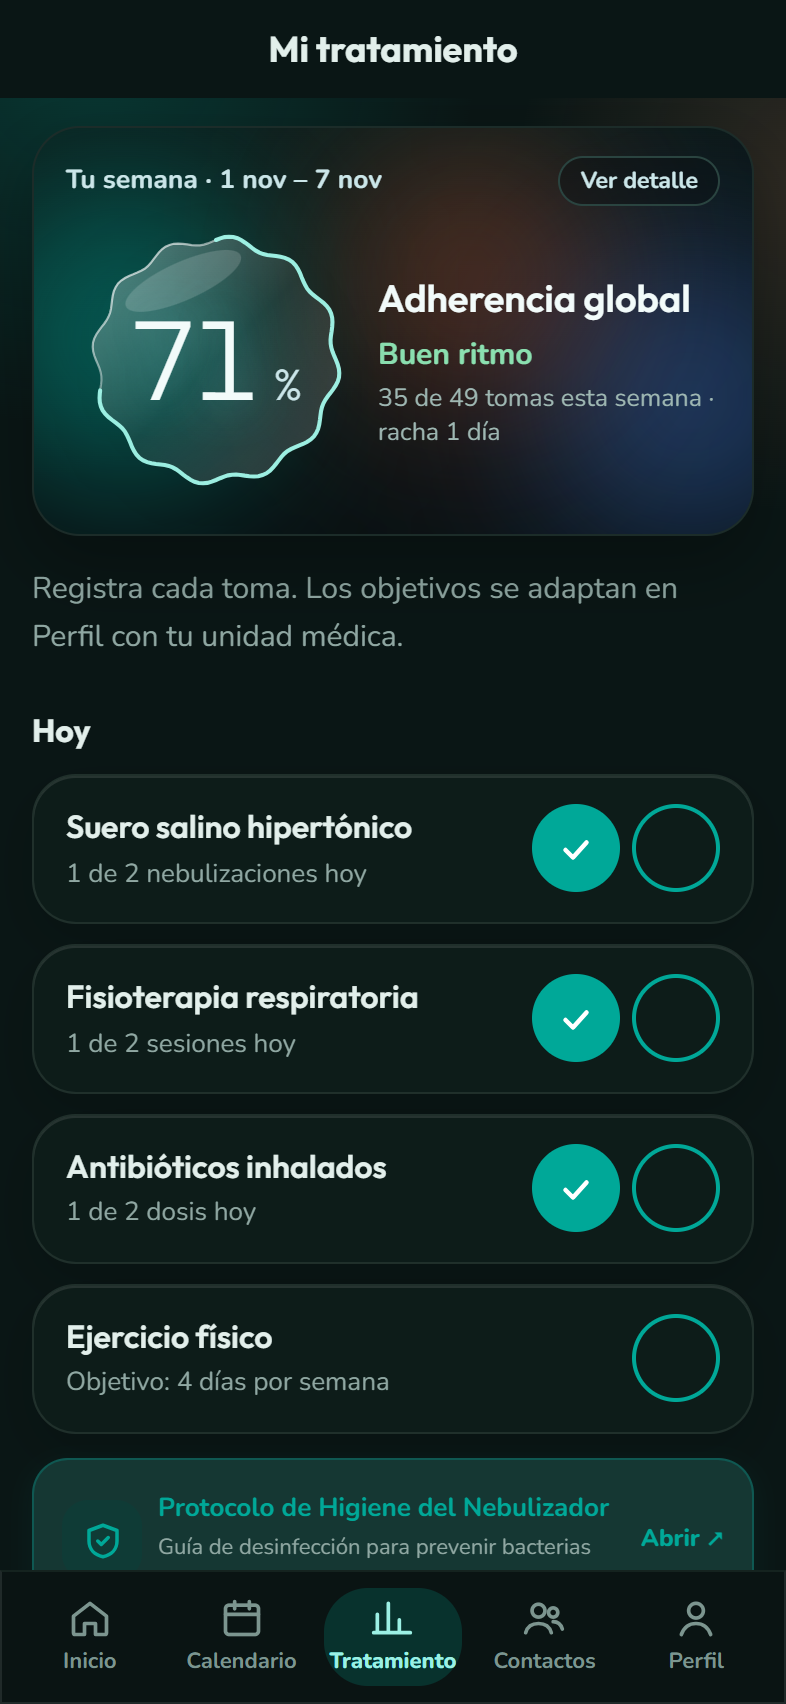 Mi tratamiento
Tu semana · 1 nov – 7 nov
Ver detalle
71 %
Adherencia global
Buen ritmo
35 de 49 tomas esta semana ·
racha 1 día
Registra cada toma. Los objetivos se adaptan en
Perfil con tu unidad médica.
Hoy
Suero salino hipertónico
1 de 2 nebulizaciones hoy
Fisioterapia respiratoria
1 de 2 sesiones hoy
Antibióticos inhalados
1 de 2 dosis hoy
Ejercicio físico
Objetivo: 4 días por semana
Protocolo de Higiene del Nebulizador
Guía de desinfección para prevenir bacterias
Abrir ↗
Inicio
Calendario
Tratamiento
Contactos
Perfil